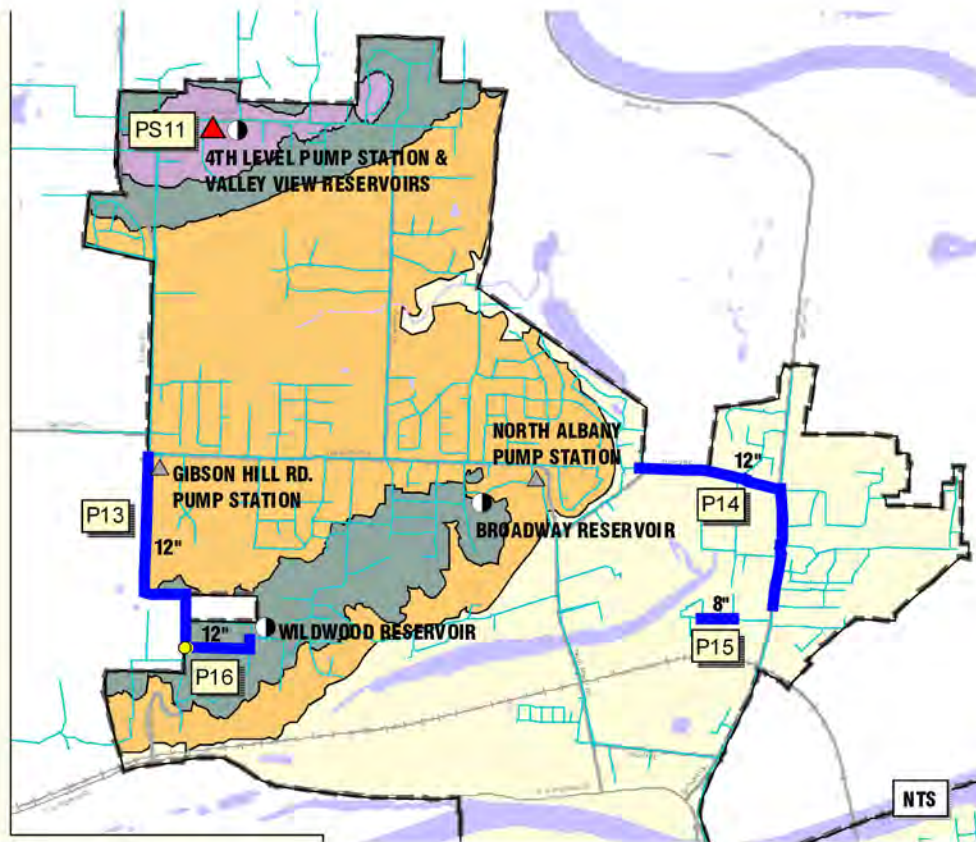 PS11
4TH LEVEL PUMP STATION &
VALLEY VIEW RESERVOIRS
NORTH ALBANY
PUMP STATION
12"
GIBSON HILL RD.
PUMP STATION
P14
P13
BROADWAY RESERVOIR
12"
8"
12"
WILDWOOD RESERVOIR
P15
P16
NTS